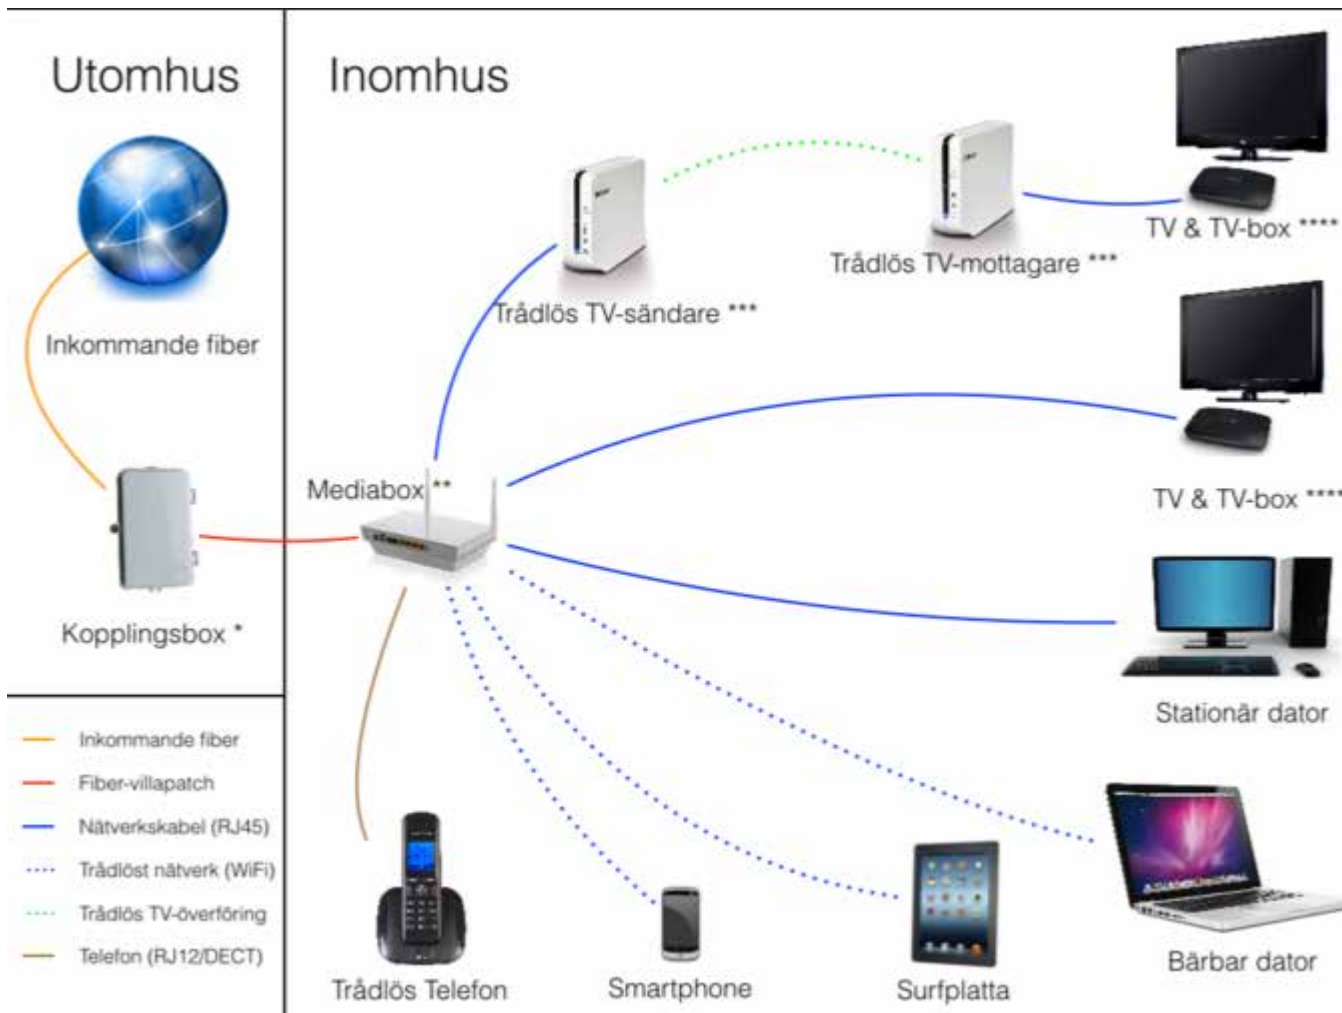 Utomhus
Inomhus
TV & TV-box ****
Trådlös TV-mottagare ***
Trådlös TV-sändare ***
Inkommande fiber
Mediabox **
TV & TV-box ****
Kopplingsbox *
Stationär dator
Inkommande fiber
Fiber-villapatch
Nätverkskabel (RJ45)
Trådlöst nätverk (WiFi)
Trådlös TV-överföring
Telefon (RJ12/DECT)
Trådlös Telefon
Smartphone
Surfplatta
Bärbar dator